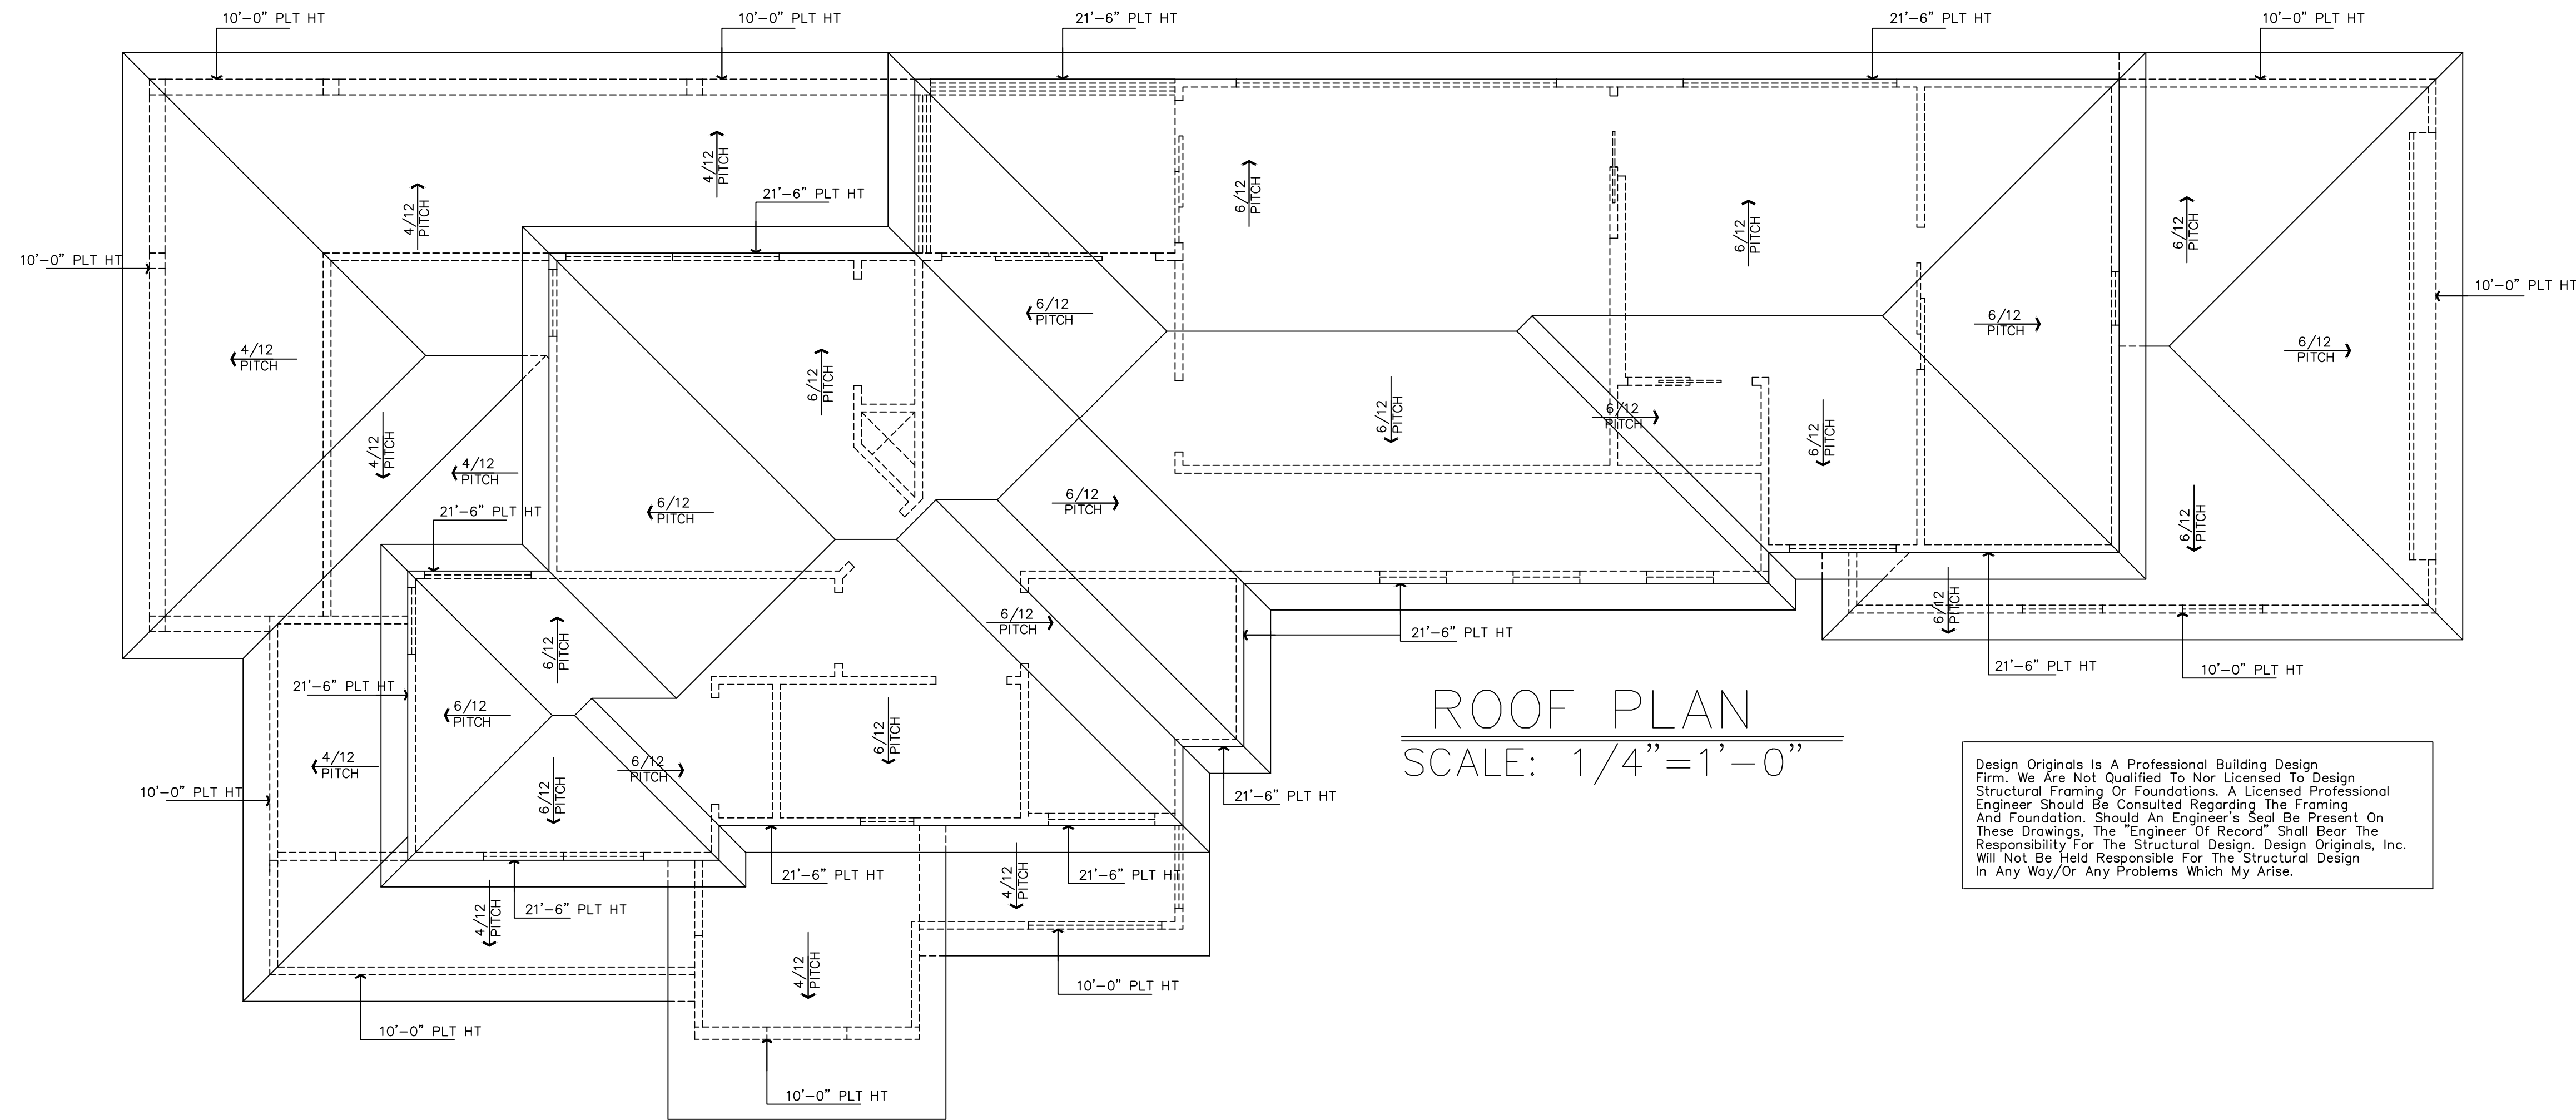 10'-0" PLT HT
10'-0" PLT HT
21'-6" PLT HT
21'-6" PLT HT
10'-0" PLT HT
4/12
PITCH
4/12
PITCH
6/12
PITCH
6/12
PITCH
6/12
PITCH
21'-6" PLT HT
10'-0" PLT HT
10'-0" PLT HT
6/12
PITCH
6/12
PITCH
6/12
PITCH
4/12
PITCH
6/12
PITCH
6/12
PITCH
6/12
PITCH
6/12
PITCH
4/12
PITCH
4/12
PITCH
6/12
PITCH
6/12
PITCH
21'-6" PLT HT
6/12
PITCH
6/12
PITCH
6/12
PITCH
6/12
PITCH
21'-6" PLT HT
21'-6" PLT HT
10'-0" PLT HT
21'-6" PLT HT
6/12
PITCH
6/12
PITCH
ROOF PLAN
SCALE: 1/4"=1'-0"
4/12
PITCH
6/12
PITCH
6/12
PITCH
10'-0" PLT HT
21'-6" PLT HT
Design Originals Is A Professional Building Design
Firm. We Are Not Qualified To Nor Licensed To Design
Structural Framing Or Foundations. A Licensed Professional
Engineer Should Be Consulted Regarding The Framing
And Foundation. Should An Engineer's Seal Be Present On
These Drawings, The "Engineer Of Record" Shall Bear The
Responsibility For The Structural Design. Design Originals, Inc.
Will Not Be Held Responsible For The Structural Design
In Any Way/Or Any Problems Which My Arise.
21'-6" PLT HT
21'-6" PLT HT
4/12
PITCH
4/12
PITCH
21'-6" PLT HT
4/12
PITCH
10'-0" PLT HT
10'-0" PLT HT
10'-0" PLT HT